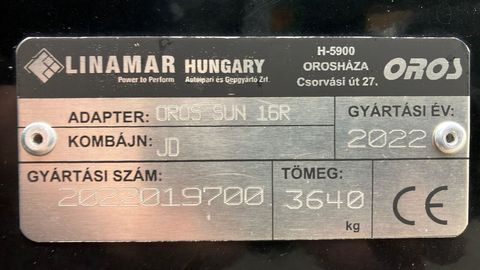 LINAMAR HUNGARY
Power to Perform Autóipari és Gépgyártó Zrt.
H-5900
OROSHÁZA
Csorvási út 27.
OROS
ADAPTER: OROS SUN 16R
KOMBÁJN: JD
GYÁRTÁSI ÉV:
2022
GYÁRTÁSI SZÁM:
2022019700
TÖMEG:
3640
kg
CE